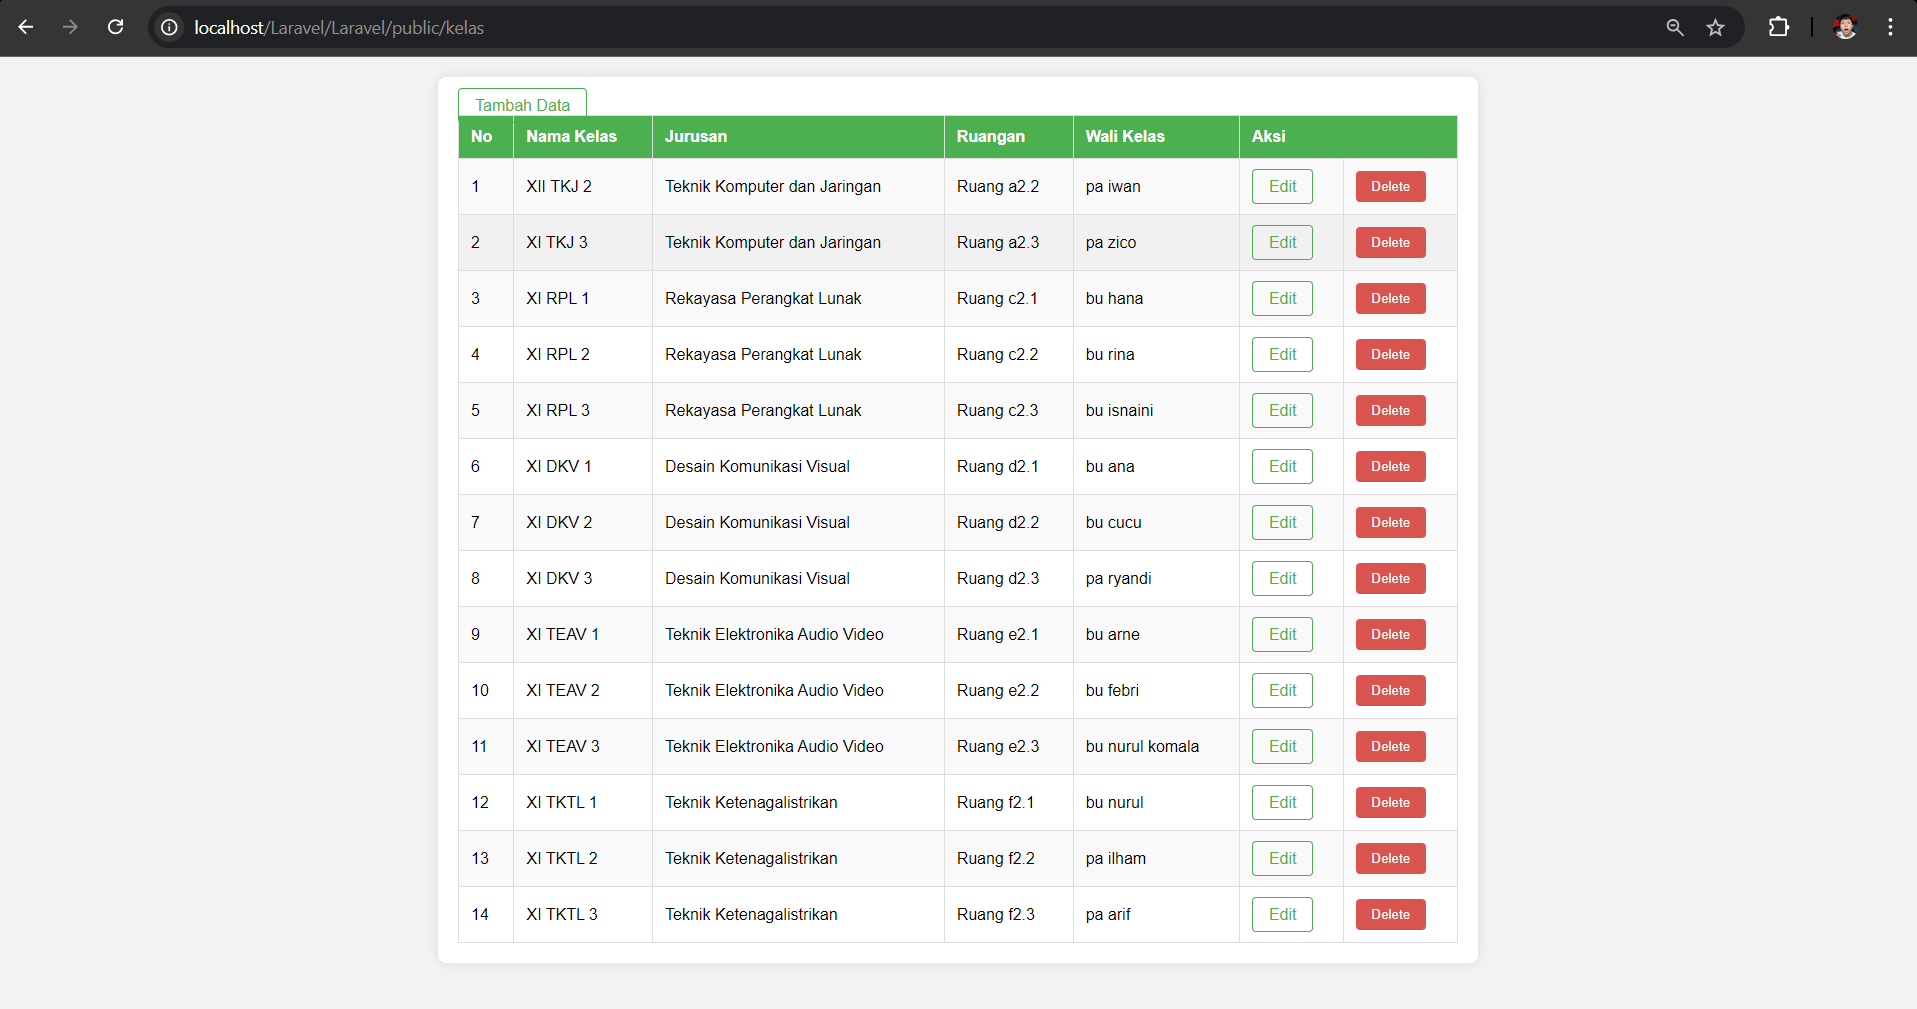 localhost/Laravel/Laravel/public/kelas
Tambah Data
No Nama Kelas Jurusan Ruangan Wali Kelas Aksi
1 XII TKJ 2 Teknik Komputer dan Jaringan Ruang a2.2 pa iwan Edit Delete
2 XI TKJ 3 Teknik Komputer dan Jaringan Ruang a2.3 pa zico Edit Delete
3 XI RPL 1 Rekayasa Perangkat Lunak Ruang c2.1 bu hana Edit Delete
4 XI RPL 2 Rekayasa Perangkat Lunak Ruang c2.2 bu rina Edit Delete
5 XI RPL 3 Rekayasa Perangkat Lunak Ruang c2.3 bu isnaini Edit Delete
6 XI DKV 1 Desain Komunikasi Visual Ruang d2.1 bu ana Edit Delete
7 XI DKV 2 Desain Komunikasi Visual Ruang d2.2 bu cucu Edit Delete
8 XI DKV 3 Desain Komunikasi Visual Ruang d2.3 pa ryandi Edit Delete
9 XI TEAV 1 Teknik Elektronika Audio Video Ruang e2.1 bu arne Edit Delete
10 XI TEAV 2 Teknik Elektronika Audio Video Ruang e2.2 bu febri Edit Delete
11 XI TEAV 3 Teknik Elektronika Audio Video Ruang e2.3 bu nurul komala Edit Delete
12 XI TKTL 1 Teknik Ketenagalistrikan Ruang f2.1 bu nurul Edit Delete
13 XI TKTL 2 Teknik Ketenagalistrikan Ruang f2.2 pa ilham Edit Delete
14 XI TKTL 3 Teknik Ketenagalistrikan Ruang f2.3 pa arif Edit Delete